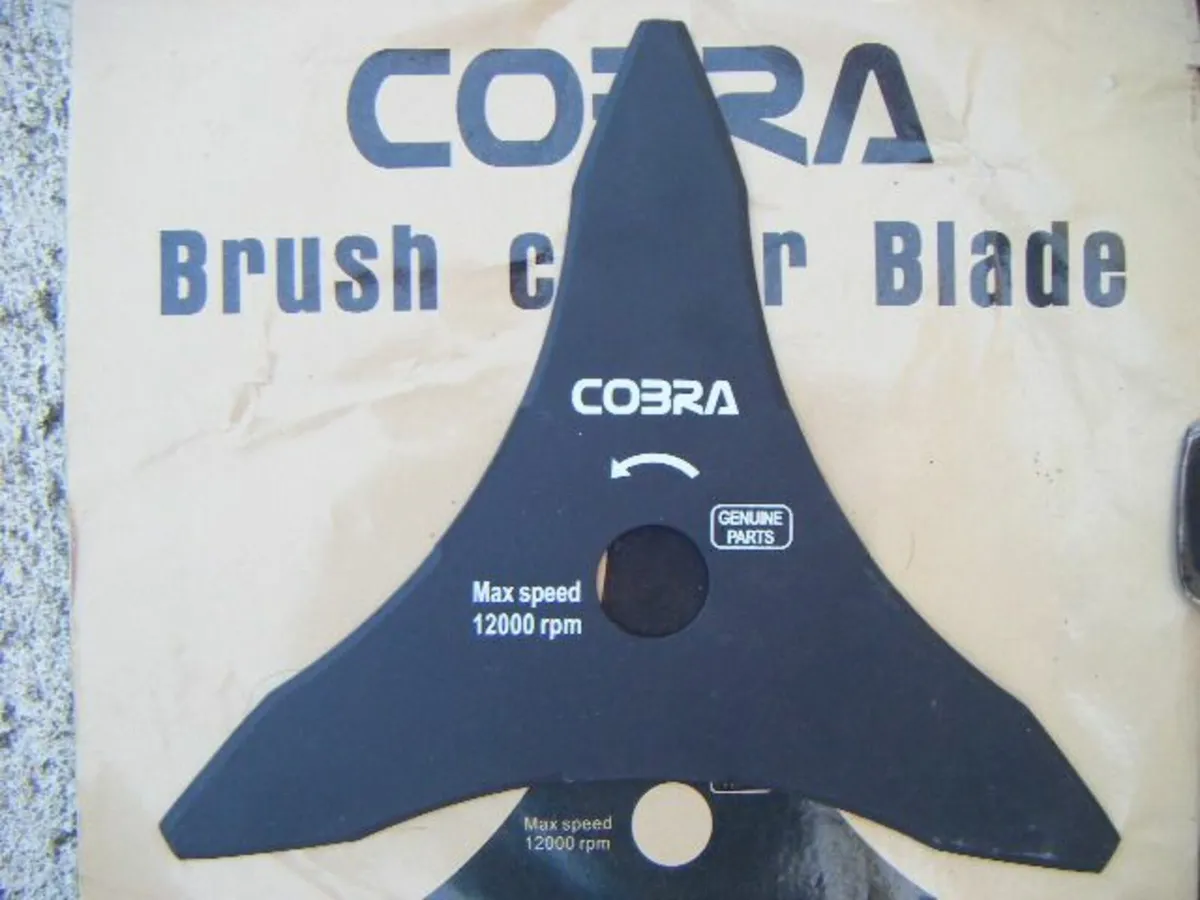 COBRA
Brush c r Blade
COBRA
GENUINE
PARTS
Max speed
12000 rpm
Max speed
12000 rpm